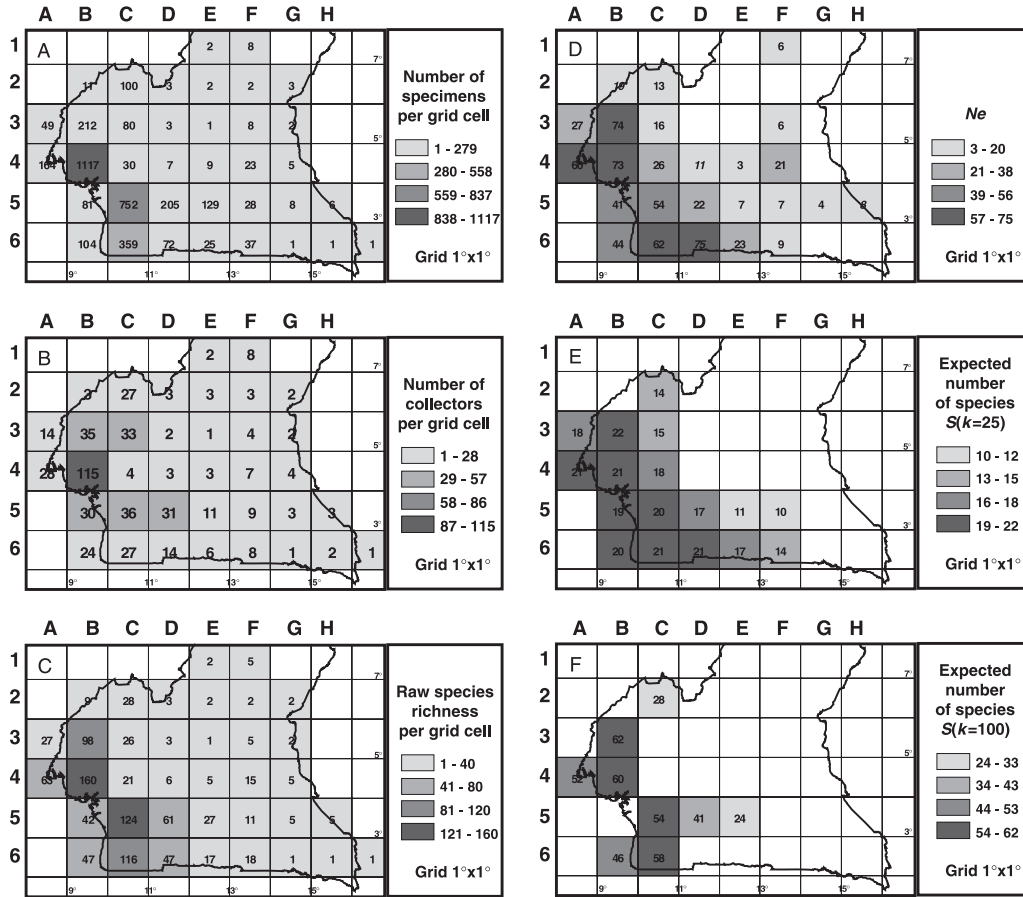 A B C D E F G H
A
1 2 8
7°
2 11 100 3 2 2 3
3 49 212 80 3 1 8 2
5°
4 164 1117 30 7 9 23 5
5 81 752 205 129 28 8 6
3°
6 104 359 72 25 37 1 1 1
9° 11° 13° 15°
Number of
specimens
per grid cell
1 - 279
280 - 558
559 - 837
838 - 1117
Grid 1°x1°
A B C D E F G H
D
1 6
7°
2 19 13
3 27 74 16 6
5°
4 73 26 11 3 21
5 41 54 22 7 7 4 8
3°
6 44 62 75 23 9
9° 11° 13° 15°
Ne
3 - 20
21 - 38
39 - 56
57 - 75
Grid 1°x1°
A B C D E F G H
B
1 2 8
7°
2 3 27 3 3 3 2
3 14 35 33 2 1 4 2
5°
4 28 115 4 3 3 7 4
5 30 36 31 11 9 3 3
3°
6 24 27 14 6 8 1 2 1
9° 11° 13° 15°
Number of
collectors
per grid cell
1 - 28
29 - 57
58 - 86
87 - 115
Grid 1°x1°
A B C D E F G H
E
1
7°
2 14
3 18 22 15
5°
4 21 21 18
5 19 20 17 11 10
3°
6 20 21 21 17 14
9° 11° 13° 15°
Expected
number
of species
S(k=25)
10 - 12
13 - 15
16 - 18
19 - 22
Grid 1°x1°
A B C D E F G H
C
1 2 5
7°
2 9 28 3 2 2 2
3 27 98 26 3 1 5 2
5°
4 63 160 21 6 5 15 5
5 42 124 61 27 11 5 5
3°
6 47 116 47 17 18 1 1 1
9° 11° 13° 15°
Raw species
richness
per grid cell
1 - 40
41 - 80
81 - 120
121 - 160
Grid 1°x1°
A B C D E F G H
F
1
7°
2 28
3 62
5°
4 52 60
5 54 41 24
3°
6 46 58
9° 11° 13° 15°
Expected
number
of species
S(k=100)
24 - 33
34 - 43
44 - 53
54 - 62
Grid 1°x1°